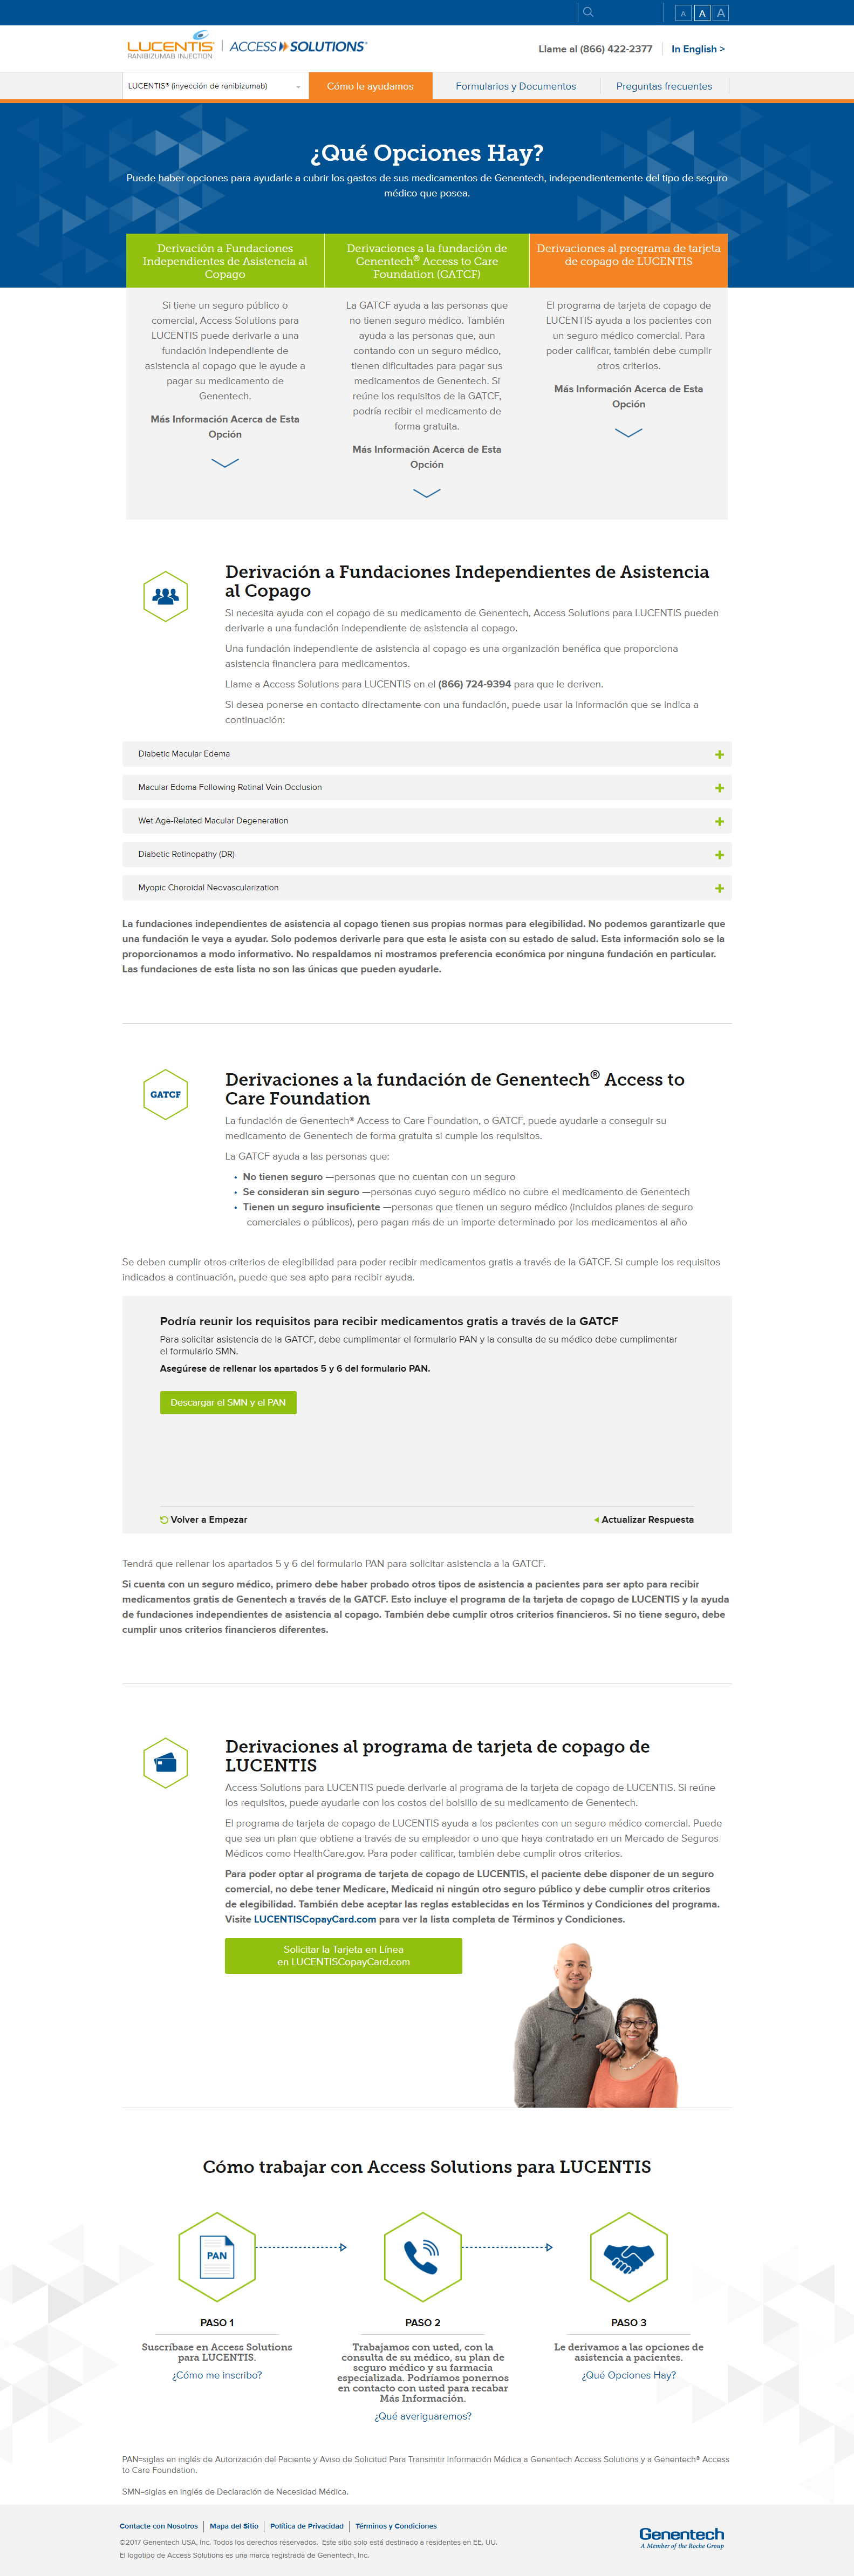 A A A
LUCENTIS
RANIBIZUMAB INJECTION
ACCESS SOLUTIONS®
Llame al (866) 422-2377
In English >
LUCENTIS® (inyección de ranibizumab)
Cómo le ayudamos
Formularios y Documentos
Preguntas frecuentes
¿Qué Opciones Hay?
Puede haber opciones para ayudarle a cubrir los gastos de sus medicamentos de Genentech, independientemente del tipo de seguro
médico que posea.
Derivación a Fundaciones
Independientes de Asistencia al
Copago
Si tiene un seguro público o
comercial, Access Solutions para
LUCENTIS puede derivarle a una
fundación independiente de
asistencia al copago que le ayude a
pagar su medicamento de
Genentech.
Más Información Acerca de Esta
Opción
Derivaciones a la fundación de
Genentech® Access to Care
Foundation (GATCF)
La GATCF ayuda a las personas que
no tienen seguro médico. También
ayuda a las personas que, aun
contando con un seguro médico,
tienen dificultades para pagar sus
medicamentos de Genentech. Si
reúne los requisitos de la GATCF,
podría recibir el medicamento de
forma gratuita.
Más Información Acerca de Esta
Opción
Derivaciones al programa de tarjeta
de copago de LUCENTIS
El programa de tarjeta de copago de
LUCENTIS ayuda a los pacientes con
un seguro médico comercial. Para
poder calificar, también debe cumplir
otros criterios.
Más Información Acerca de Esta
Opción
Derivación a Fundaciones Independientes de Asistencia
al Copago
Si necesita ayuda con el copago de su medicamento de Genentech, Access Solutions para LUCENTIS pueden
derivarle a una fundación independiente de asistencia al copago.
Una fundación independiente de asistencia al copago es una organización benéfica que proporciona
asistencia financiera para medicamentos.
Llame a Access Solutions para LUCENTIS en el (866) 724-9394 para que le deriven.
Si desea ponerse en contacto directamente con una fundación, puede usar la información que se indica a
continuación:
Diabetic Macular Edema
Macular Edema Following Retinal Vein Occlusion
Wet Age-Related Macular Degeneration
Diabetic Retinopathy (DR)
Myopic Choroidal Neovascularization
La fundaciones independientes de asistencia al copago tienen sus propias normas para elegibilidad. No podemos garantizarle que
una fundación le vaya a ayudar. Solo podemos derivarle para que esta le asista con su estado de salud. Esta información solo se la
proporcionamos a modo informativo. No respaldamos ni mostramos preferencia económica por ninguna fundación en particular.
Las fundaciones de esta lista no son las únicas que pueden ayudarle.
GATCF
Derivaciones a la fundación de Genentech® Access to
Care Foundation
La fundación de Genentech® Access to Care Foundation, o GATCF, puede ayudarle a conseguir su
medicamento de Genentech de forma gratuita si cumple los requisitos.
La GATCF ayuda a las personas que:
• No tienen seguro —personas que no cuentan con un seguro
• Se consideran sin seguro —personas cuyo seguro médico no cubre el medicamento de Genentech
• Tienen un seguro insuficiente —personas que tienen un seguro médico (incluidos planes de seguro
comerciales o públicos), pero pagan más de un importe determinado por los medicamentos al año
Se deben cumplir otros criterios de elegibilidad para poder recibir medicamentos gratis a través de la GATCF. Si cumple los requisitos
indicados a continuación, puede que sea apto para recibir ayuda.
Podría reunir los requisitos para recibir medicamentos gratis a través de la GATCF
Para solicitar asistencia de la GATCF, debe cumplimentar el formulario PAN y la consulta de su médico debe cumplimentar
el formulario SMN.
Asegúrese de rellenar los apartados 5 y 6 del formulario PAN.
Descargar el SMN y el PAN
Volver a Empezar
Actualizar Respuesta
Tendrá que rellenar los apartados 5 y 6 del formulario PAN para solicitar asistencia a la GATCF.
Si cuenta con un seguro médico, primero debe haber probado otros tipos de asistencia a pacientes para ser apto para recibir
medicamentos gratis de Genentech a través de la GATCF. Esto incluye el programa de la tarjeta de copago de LUCENTIS y la ayuda
de fundaciones independientes de asistencia al copago. También debe cumplir otros criterios financieros. Si no tiene seguro, debe
cumplir unos criterios financieros diferentes.
Derivaciones al programa de tarjeta de copago de
LUCENTIS
Access Solutions para LUCENTIS puede derivarle al programa de la tarjeta de copago de LUCENTIS. Si reúne
los requisitos, puede ayudarle con los costos del bolsillo de su medicamento de Genentech.
El programa de tarjeta de copago de LUCENTIS ayuda a los pacientes con un seguro médico comercial. Puede
que sea un plan que obtiene a través de su empleador o uno que haya contratado en un Mercado de Seguros
Médicos como HealthCare.gov. Para poder calificar, también debe cumplir otros criterios.
Para poder optar al programa de tarjeta de copago de LUCENTIS, el paciente debe disponer de un seguro
comercial, no debe tener Medicare, Medicaid ni ningún otro seguro público y debe cumplir otros criterios
de elegibilidad. También debe aceptar las reglas establecidas en los Términos y Condiciones del programa.
Visite LUCENTISCopayCard.com para ver la lista completa de Términos y Condiciones.
Solicitar la Tarjeta en Línea
en LUCENTISCopayCard.com
Cómo trabajar con Access Solutions para LUCENTIS
PAN
PASO 1
Suscríbase en Access Solutions
para LUCENTIS.
¿Cómo me inscribo?
PASO 2
Trabajamos con usted, con la
consulta de su médico, su plan de
seguro médico y su farmacia
especializada. Podríamos ponernos
en contacto con usted para recabar
Más Información.
¿Qué averiguaremos?
PASO 3
Le derivamos a las opciones de
asistencia a pacientes.
¿Qué Opciones Hay?
PAN=siglas en inglés de Autorización del Paciente y Aviso de Solicitud Para Transmitir Información Médica a Genentech Access Solutions y a Genentech® Access
to Care Foundation.
SMN=siglas en inglés de Declaración de Necesidad Médica.
Contacte con Nosotros
Mapa del Sitio
Política de Privacidad
Términos y Condiciones
©2017 Genentech USA, Inc. Todos los derechos reservados. Este sitio solo está destinado a residentes en EE. UU.
El logotipo de Access Solutions es una marca registrada de Genentech, Inc.
Genentech
A Member of the Roche Group